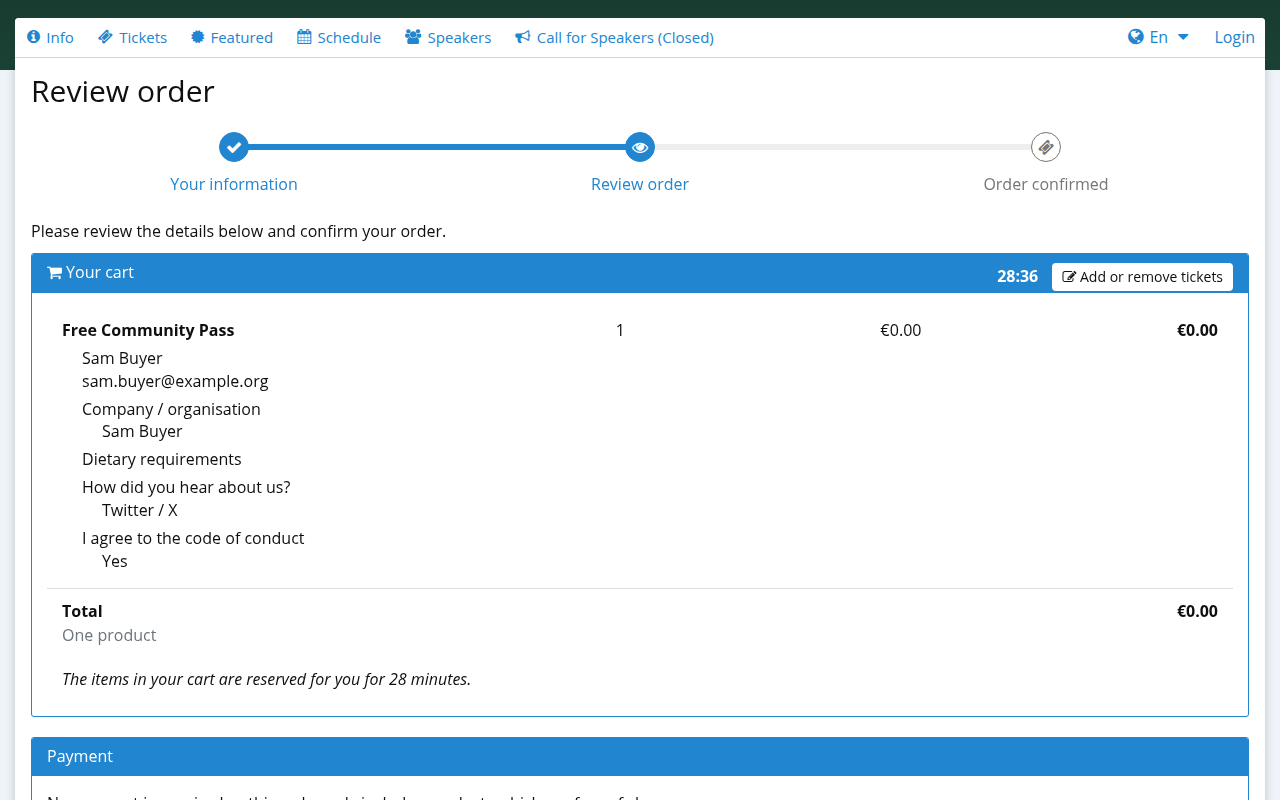 Info Tickets Featured Schedule Speakers Call for Speakers (Closed) En Login
Review order
Your information Review order Order confirmed
Please review the details below and confirm your order.
Your cart 28:36 Add or remove tickets
Free Community Pass 1 €0.00 €0.00
Sam Buyer
sam.buyer@example.org
Company / organisation
Sam Buyer
Dietary requirements
How did you hear about us?
Twitter / X
I agree to the code of conduct
Yes
Total €0.00
One product
The items in your cart are reserved for you for 28 minutes.
Payment